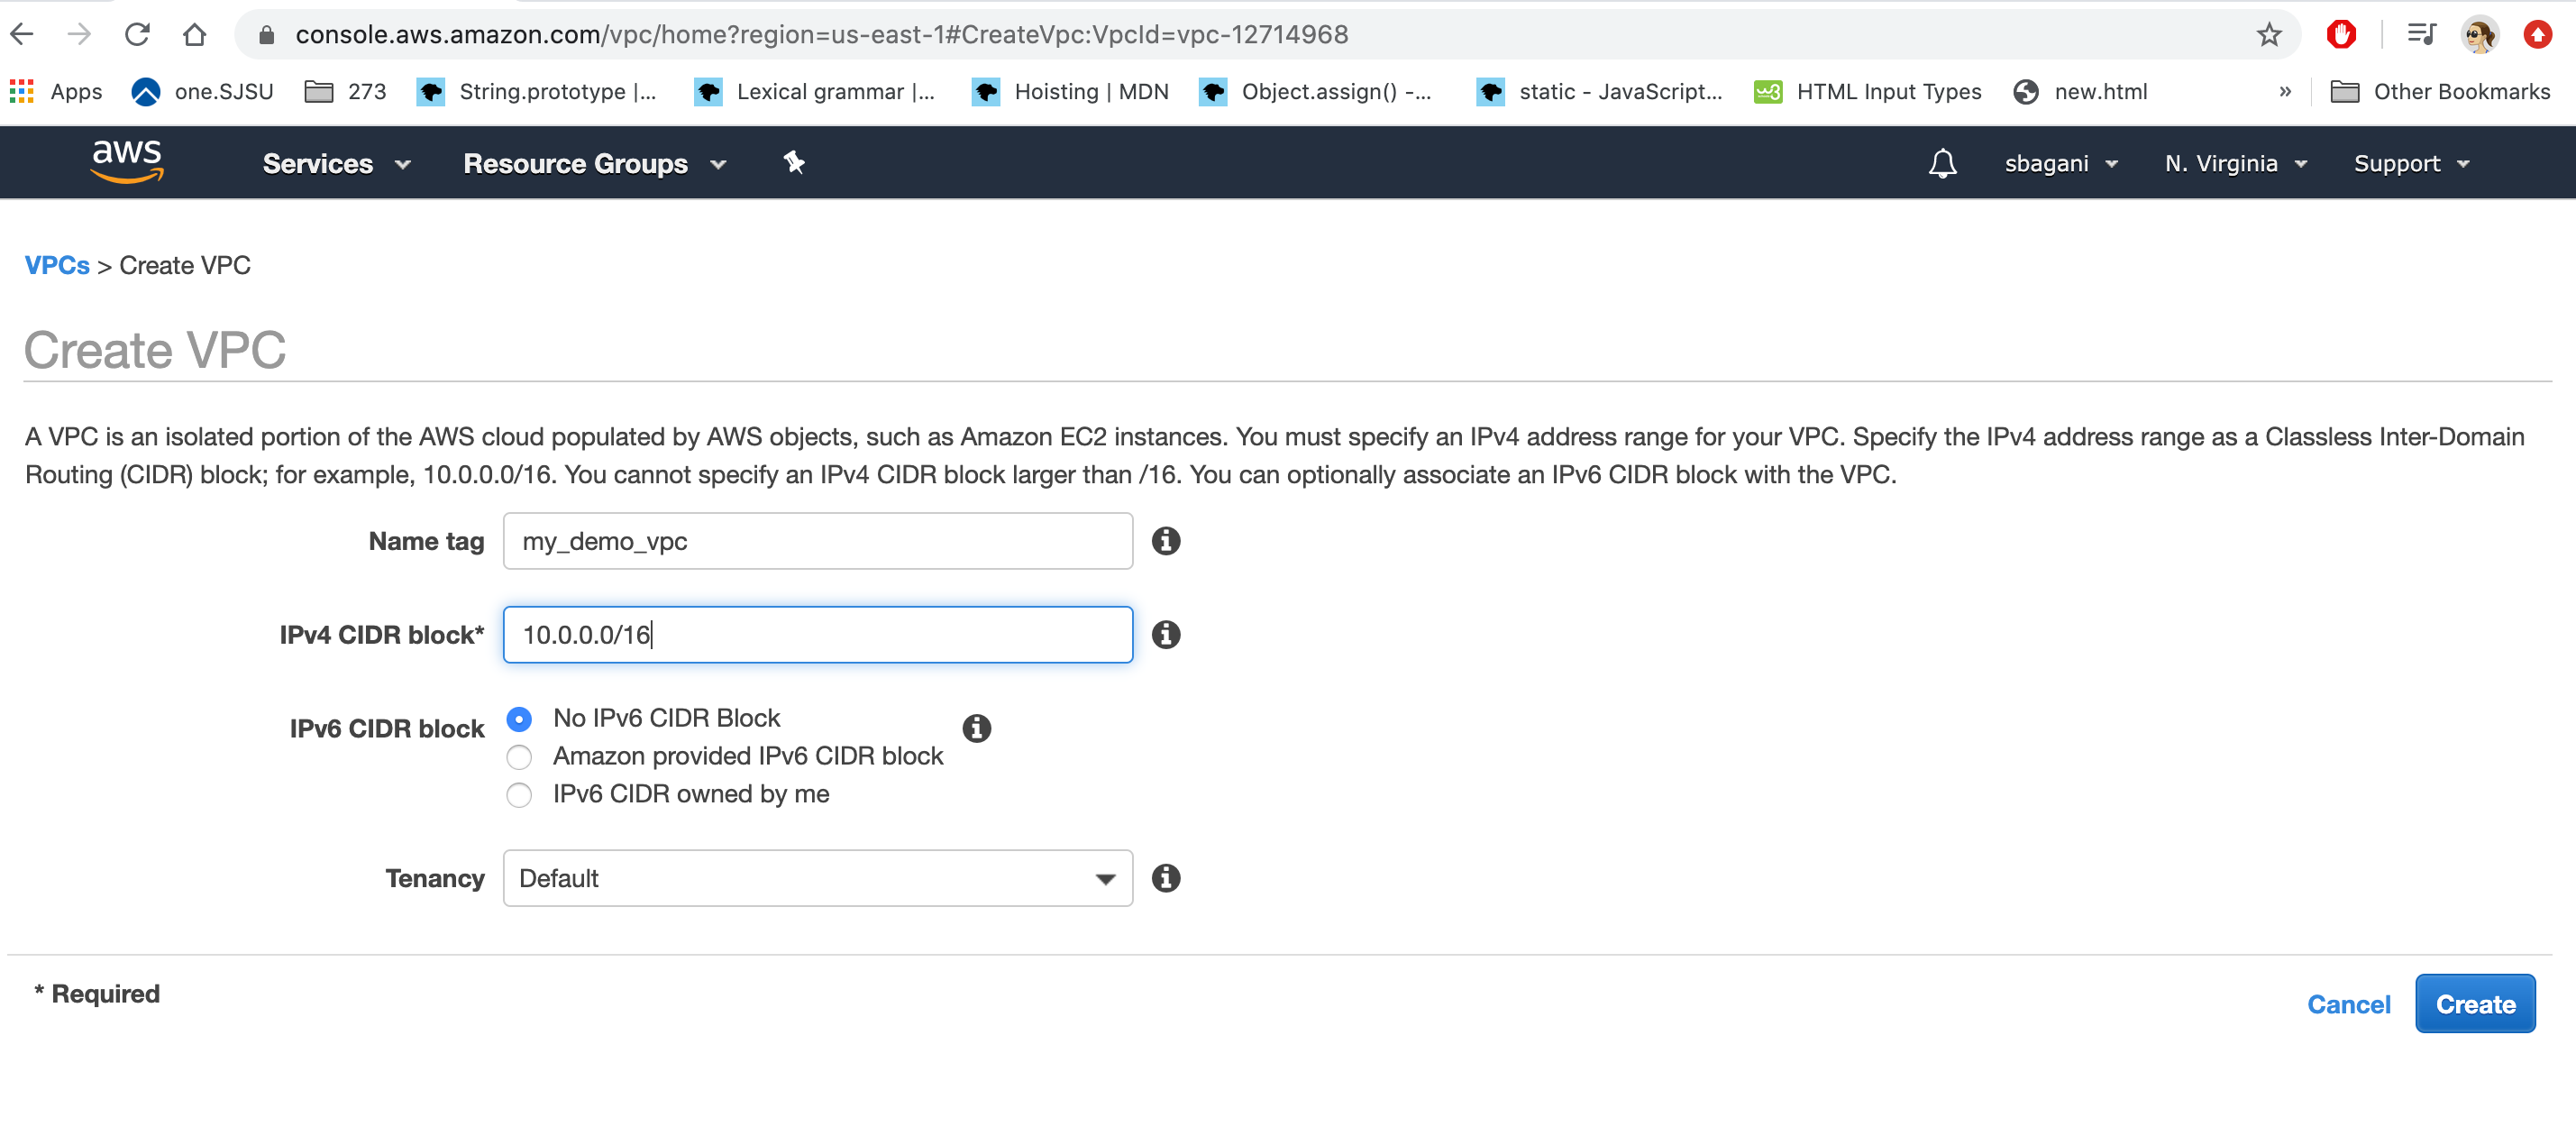 console.aws.amazon.com/vpc/home?region=us-east-1#CreateVpc:VpcId=vpc-12714968
Apps one.SJSU 273 String.prototype |... Lexical grammar |... Hoisting | MDN Object.assign() -... static - JavaScript... w3 HTML Input Types new.html » Other Bookmarks
aws Services Resource Groups sbagani N. Virginia Support
VPCs > Create VPC
Create VPC
A VPC is an isolated portion of the AWS cloud populated by AWS objects, such as Amazon EC2 instances. You must specify an IPv4 address range for your VPC. Specify the IPv4 address range as a Classless Inter-Domain
Routing (CIDR) block; for example, 10.0.0.0/16. You cannot specify an IPv4 CIDR block larger than /16. You can optionally associate an IPv6 CIDR block with the VPC.
Name tag my_demo_vpc
IPv4 CIDR block* 10.0.0.0/16
IPv6 CIDR block No IPv6 CIDR Block
Amazon provided IPv6 CIDR block
IPv6 CIDR owned by me
Tenancy Default
* Required
Cancel Create